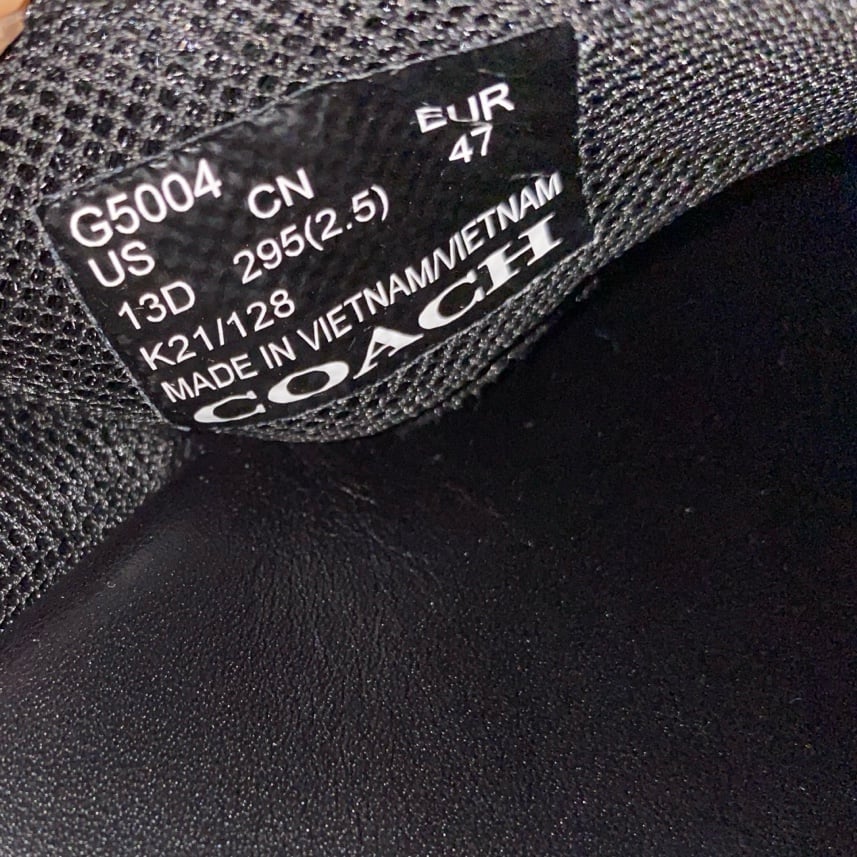 G5004
US CN EUR
13D 295(2.5) 47
K21/128
MADE IN VIETNAM/VIETNAM
COACH